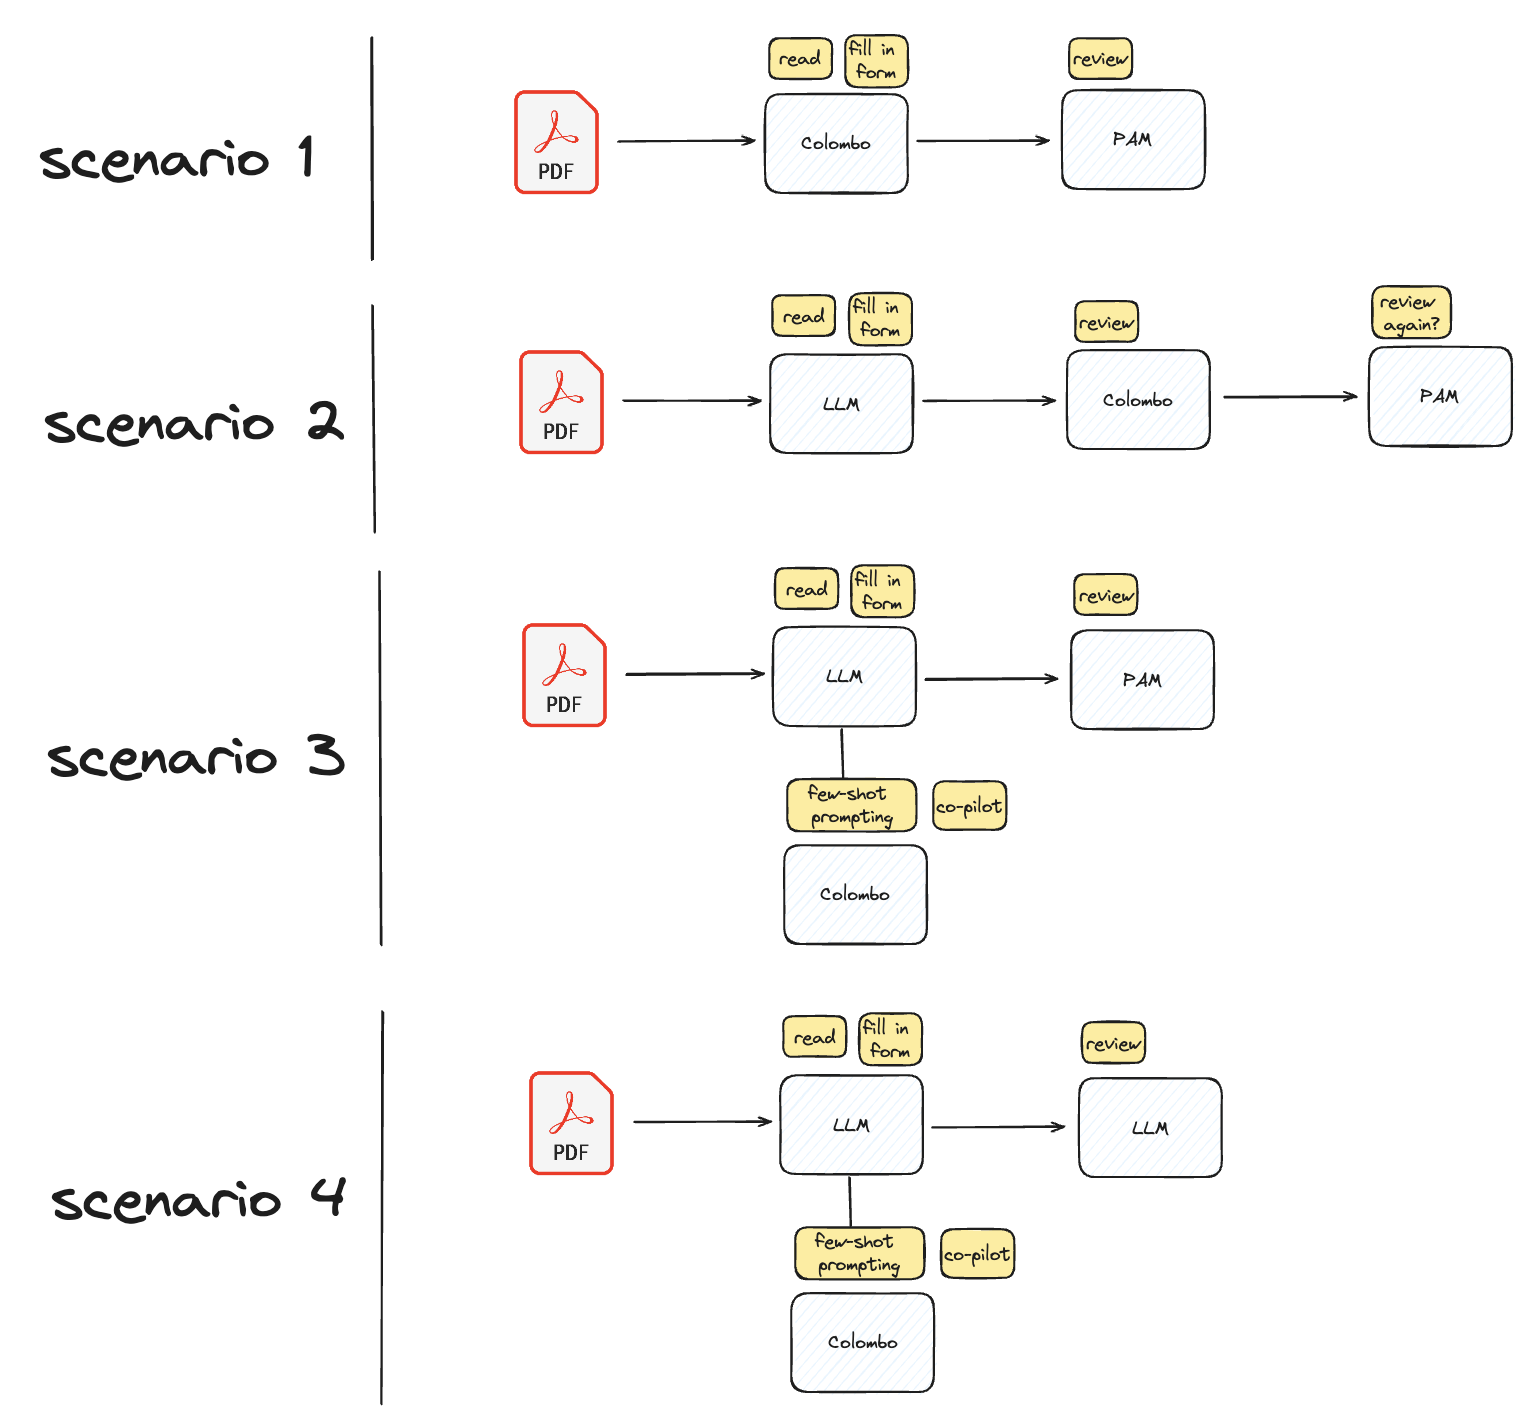 scenario 1
PDF
read
fill in
form
Colombo
review
PAM
scenario 2
PDF
read
fill in
form
LLM
review
Colombo
review
again?
PAM
scenario 3
PDF
read
fill in
form
LLM
review
PAM
few-shot
prompting
co-pilot
Colombo
scenario 4
PDF
read
fill in
form
LLM
review
LLM
few-shot
prompting
co-pilot
Colombo